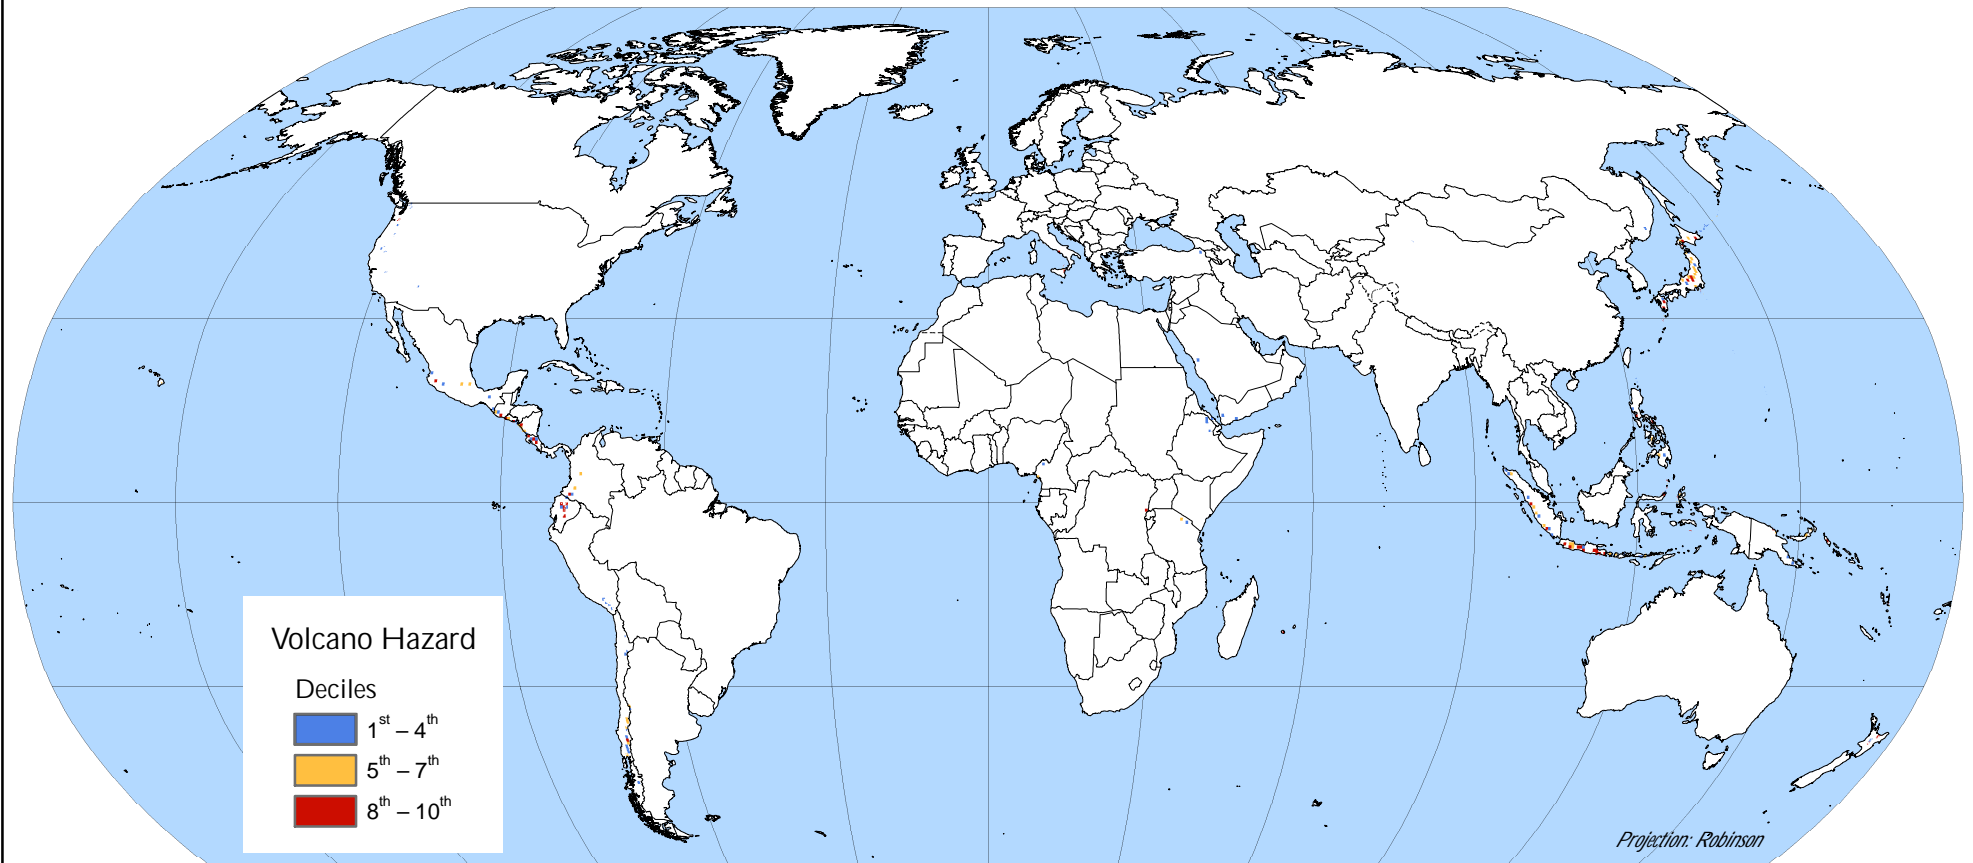 Volcano Hazard
Deciles
1st – 4th
5th – 7th
8th – 10th
Projection: Robinson